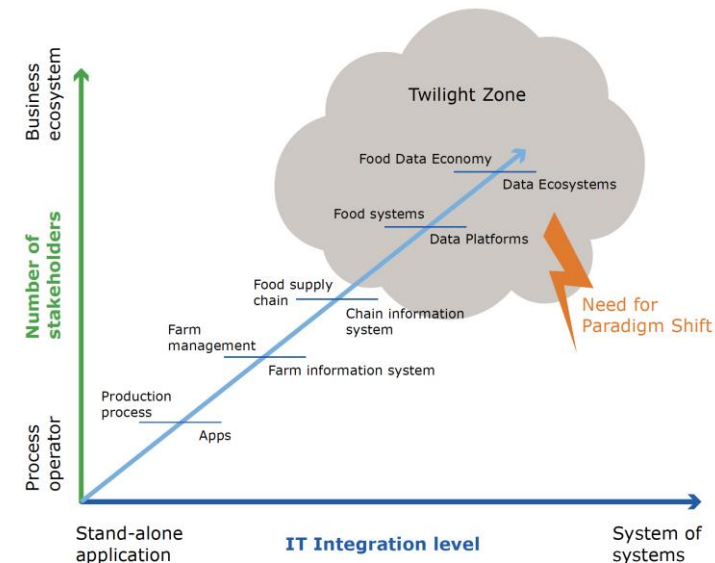 Business
ecosystem
Number of
stakeholders
Process
operator
Twilight Zone
Food Data Economy
Data Ecosystems
Food systems
Data Platforms
Food supply
chain
Chain information
system
Need for
Paradigm Shift
Farm
management
Farm information system
Production
process
Apps
Stand-alone
application
IT Integration level
System of
systems